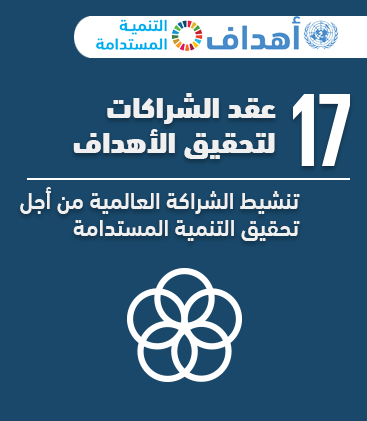 أهداف التنمية
المستدامة
17 عقد الشراكات
لتحقيق الأهداف
تنشيط الشراكة العالمية من أجل
تحقيق التنمية المستدامة